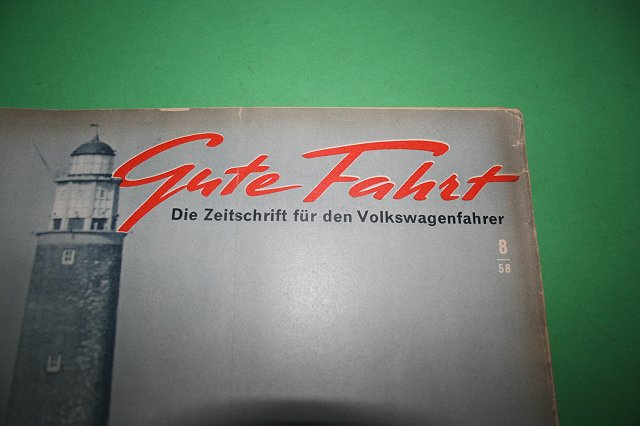 Gute Fahrt
Die Zeitschrift für den Volkswagenfahrer
8
58